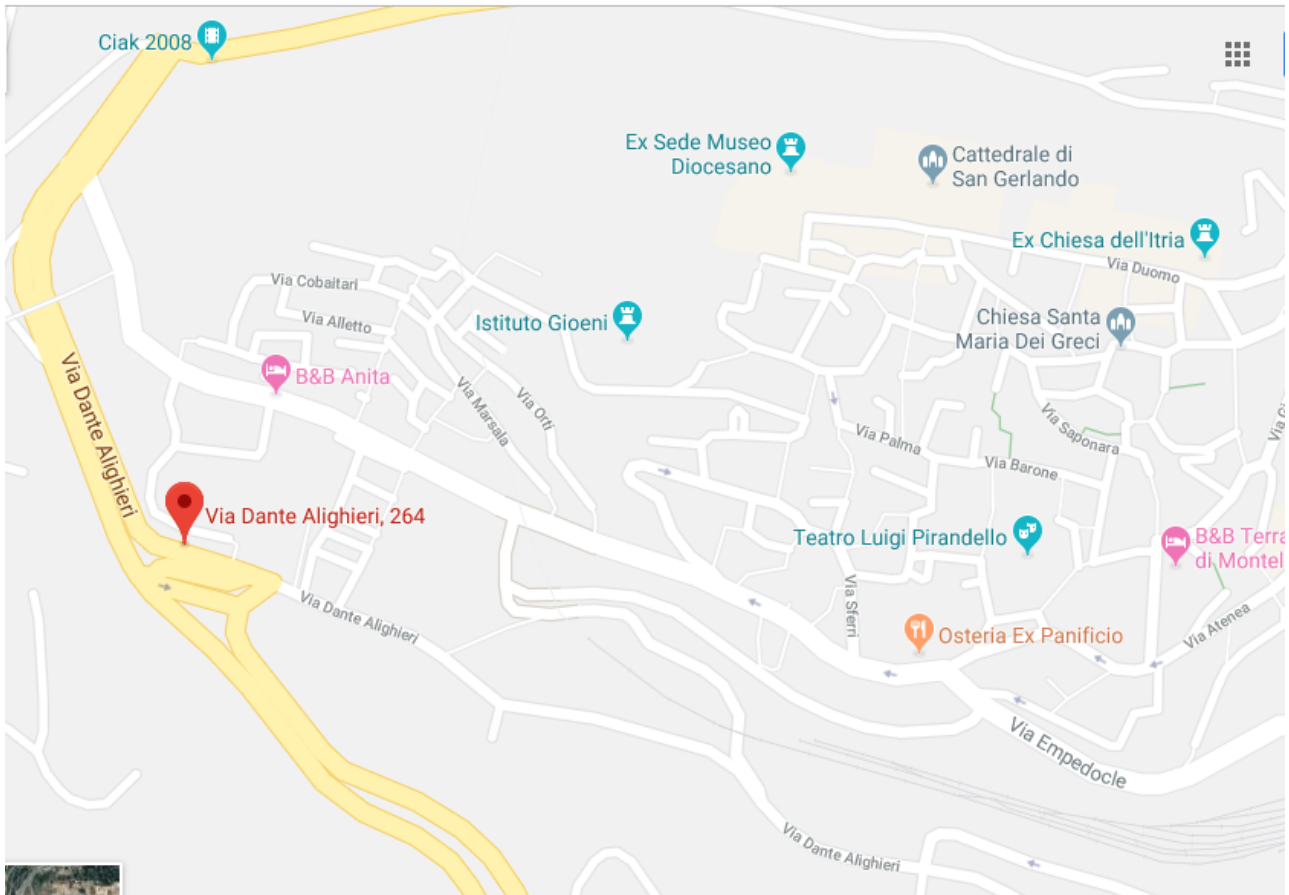 Ciak 2008
Ex Sede Museo
Diocesano
Cattedrale di
San Gerlando
Ex Chiesa dell'Itria
Via Duomo
Via Cobaitari
Via Alletto
Istituto Gioeni
Chiesa Santa
Maria Dei Greci
B&B Anita
Via Dante Alighieri
Via Marsala
Via Orti
Via Palma
Via Saponara
Via Barone
Via Dante Alighieri, 264
Teatro Luigi Pirandello
B&B Terra
di Montel
Via Sferri
Via Dante Alighieri
Osteria Ex Panificio
Via Atenea
Via Empedocle
Via Dante Alighieri